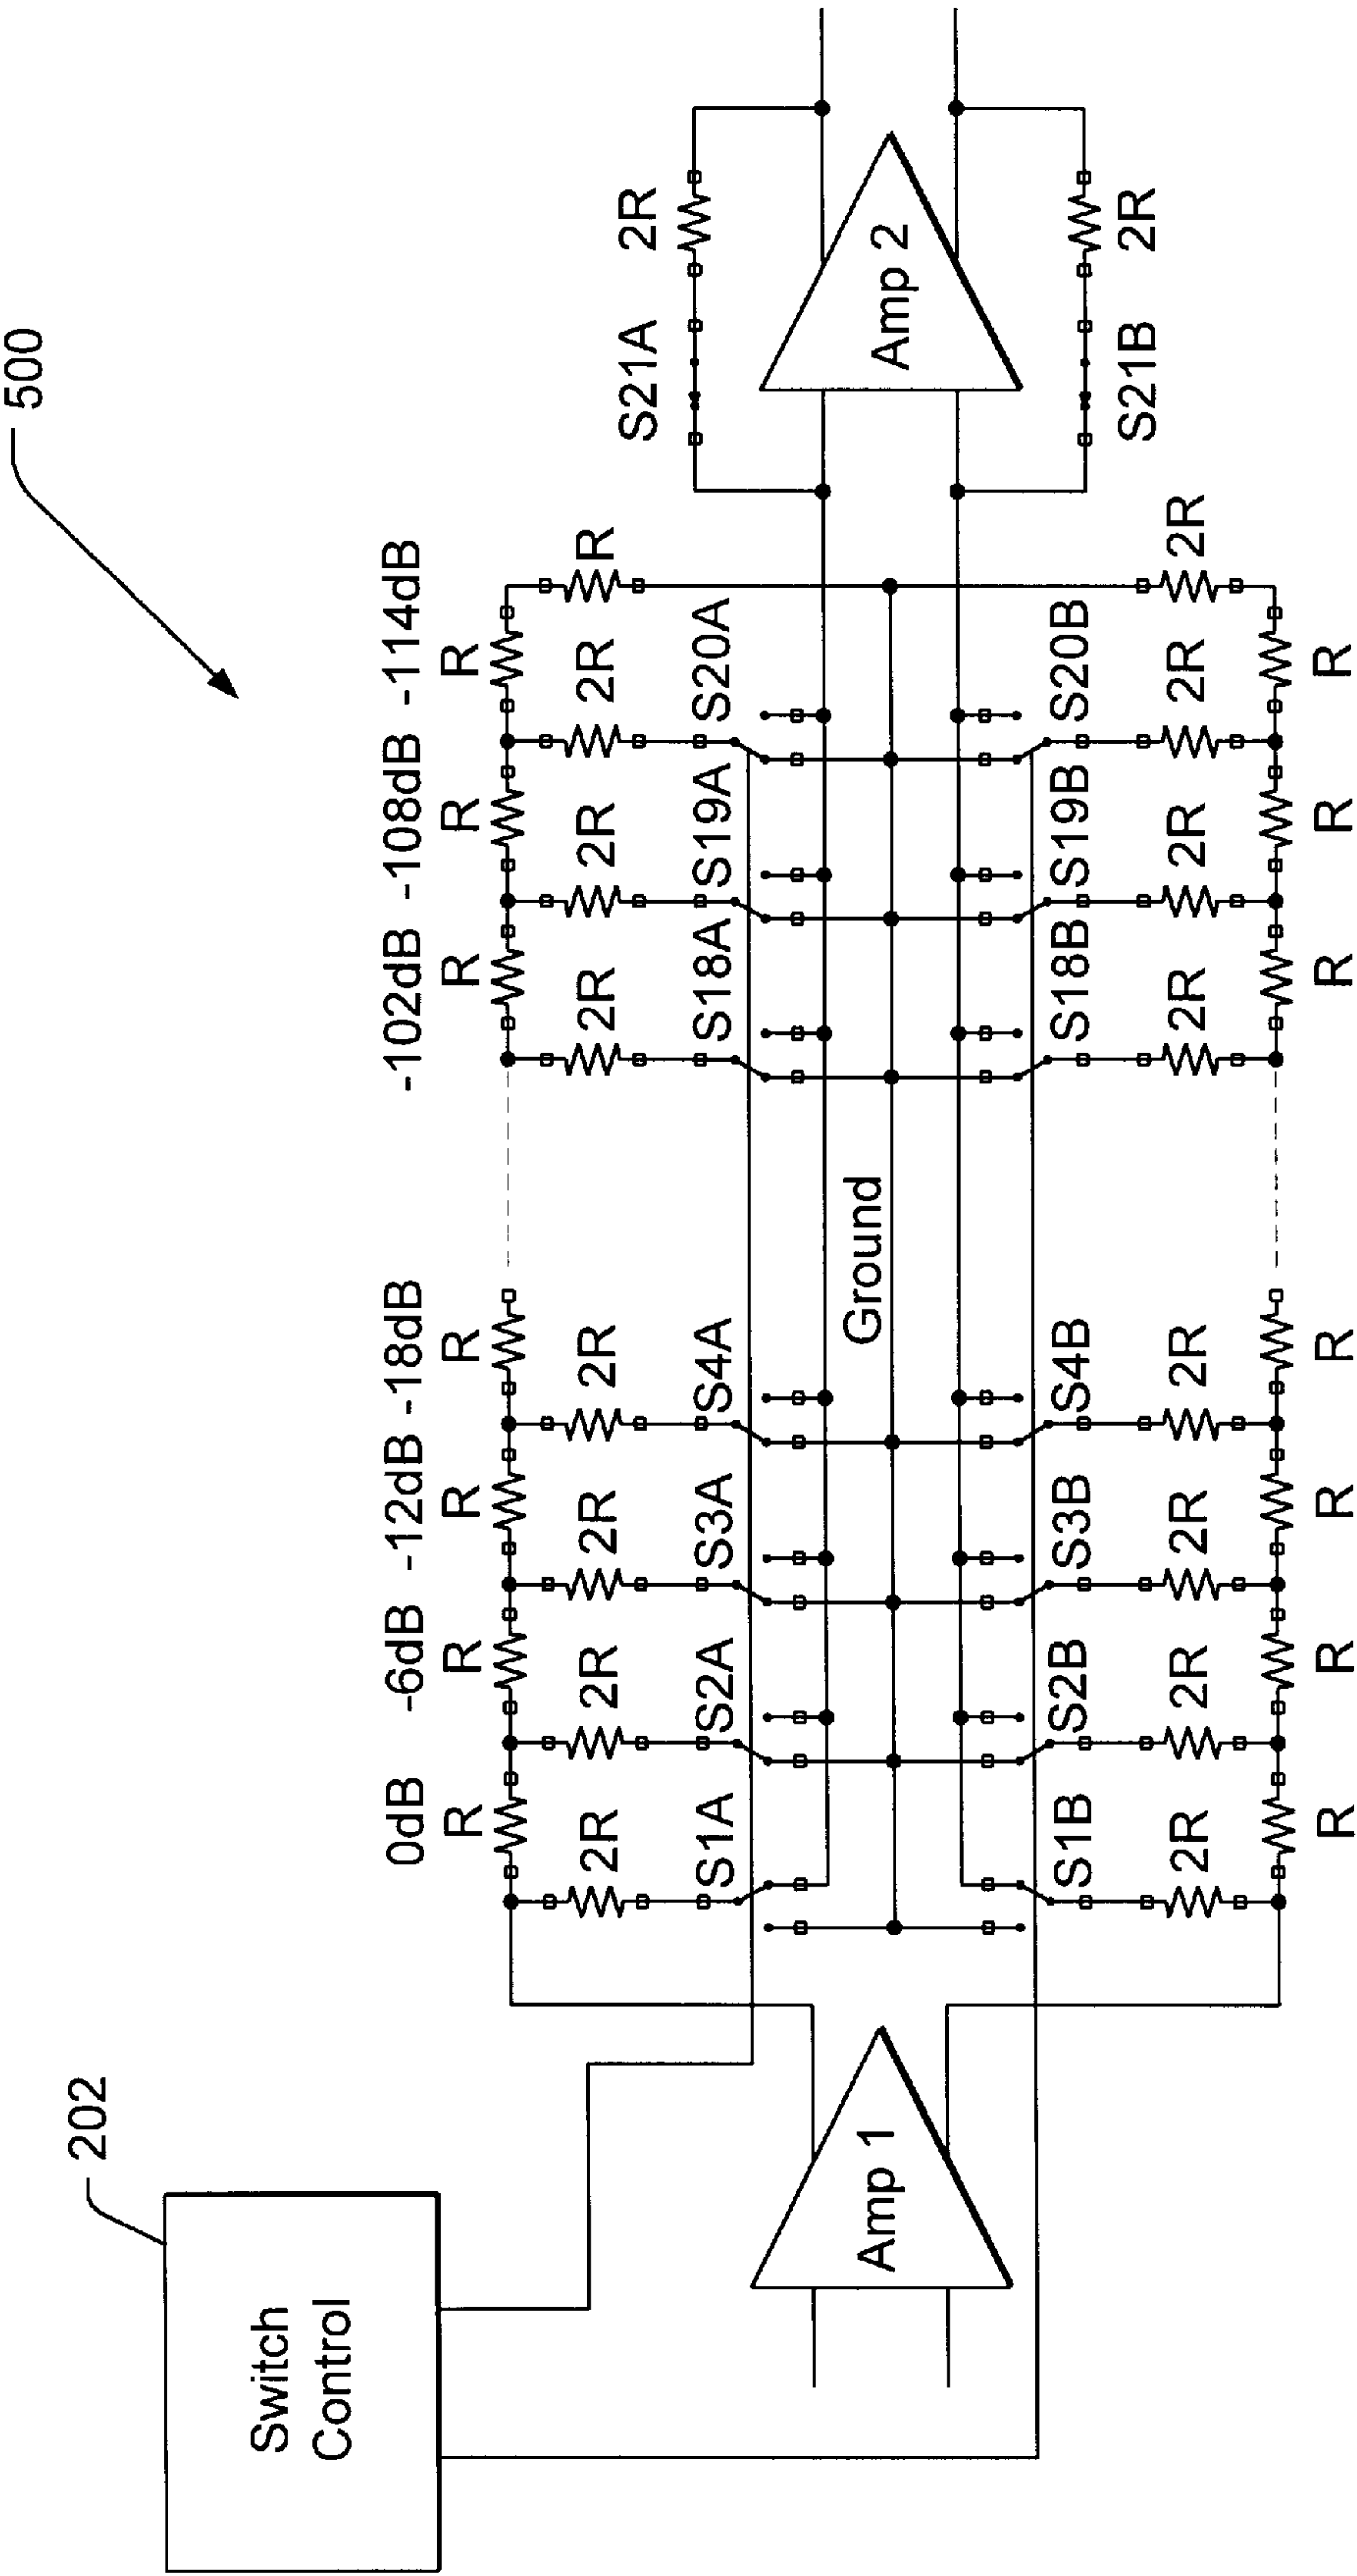 500
202
Switch
Control
0dB -6dB -12dB -18dB -102dB -108dB -114dB
R R R R R R R
2R 2R 2R 2R 2R 2R 2R R
S21A 2R
S1A S2A S3A S4A S18A S19A S20A
Ground
Amp 1 Amp 2
S1B S2B S3B S4B S18B S19B S20B
S21B 2R
2R 2R 2R 2R 2R 2R 2R 2R
R R R R R R R